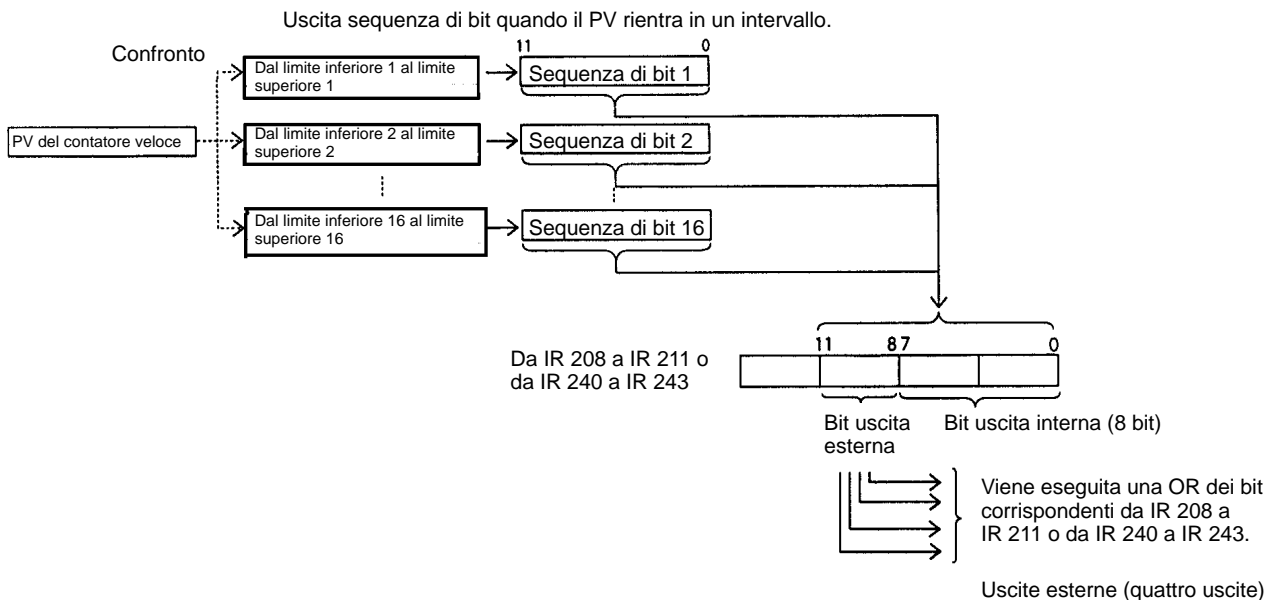 Uscita sequenza di bit quando il PV rientra in un intervallo.
Confronto
11 0
Dal limite inferiore 1 al limite
superiore 1
Sequenza di bit 1
PV del contatore veloce
Dal limite inferiore 2 al limite
superiore 2
Sequenza di bit 2
Dal limite inferiore 16 al limite
superiore 16
Sequenza di bit 16
11 8 7 0
Da IR 208 a IR 211 o
da IR 240 a IR 243
Bit uscita
esterna
Bit uscita interna (8 bit)
Viene eseguita una OR dei bit
corrispondenti da IR 208 a
IR 211 o da IR 240 a IR 243.
Uscite esterne (quattro uscite)